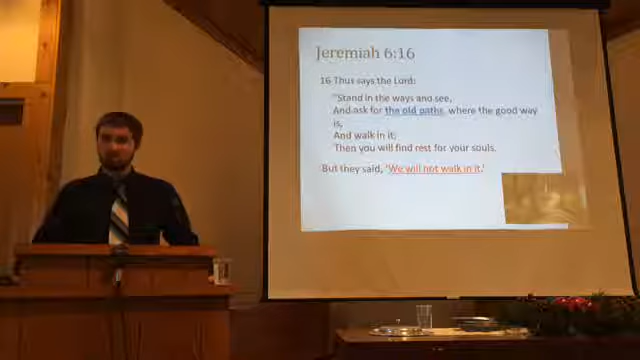 Jeremiah 6:16
16 Thus says the Lord:
"Stand in the ways and see,
And ask for the old paths, where the good way
is,
And walk in it;
Then you will find rest for your souls.
But they said, 'We will not walk in it.'